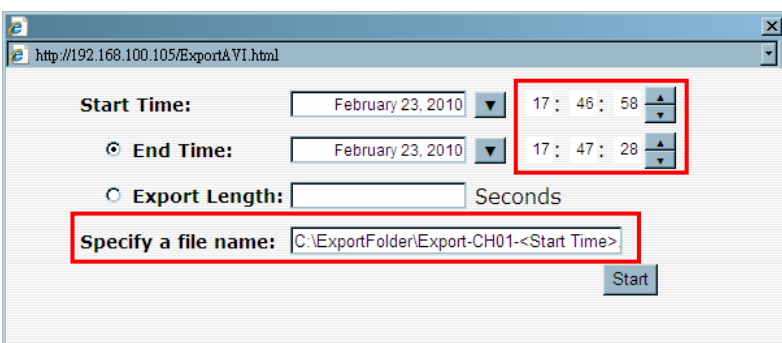 http://192.168.100.105/ExportAVI.html
Start Time: February 23, 2010 17: 46: 58
End Time: February 23, 2010 17: 47: 28
Export Length: Seconds
Specify a file name: C:\ExportFolder\Export-CH01-<Start Time>.
Start